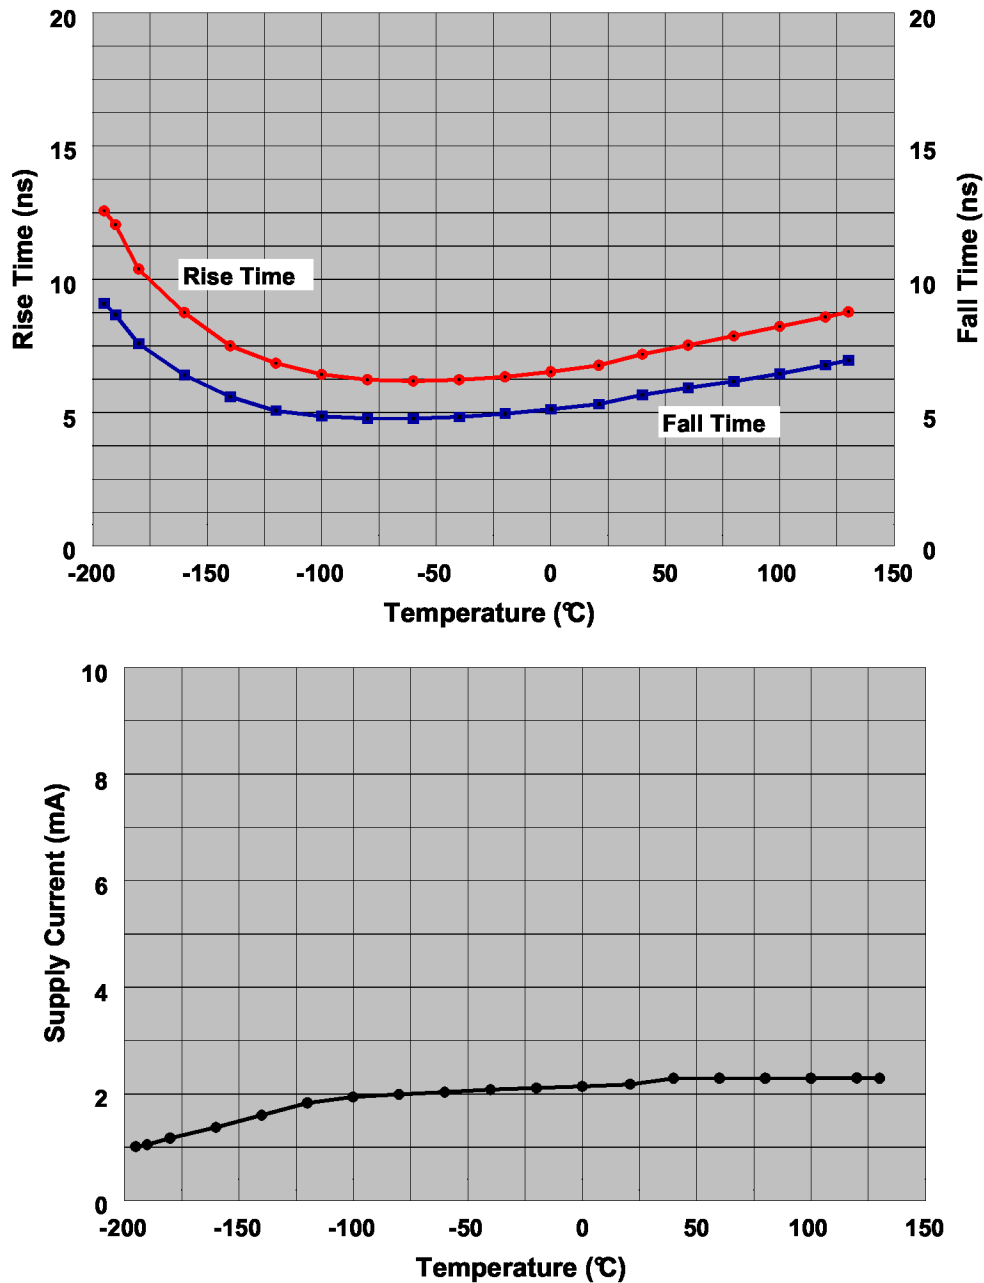 20
15
10
5
0
Rise Time (ns)
20
15
10
5
0
Fall Time (ns)
Rise Time
Fall Time
-200 -150 -100 -50 0 50 100 150
Temperature (°C)
10
8
6
4
2
0
Supply Current (mA)
-200 -150 -100 -50 0 50 100 150
Temperature (°C)